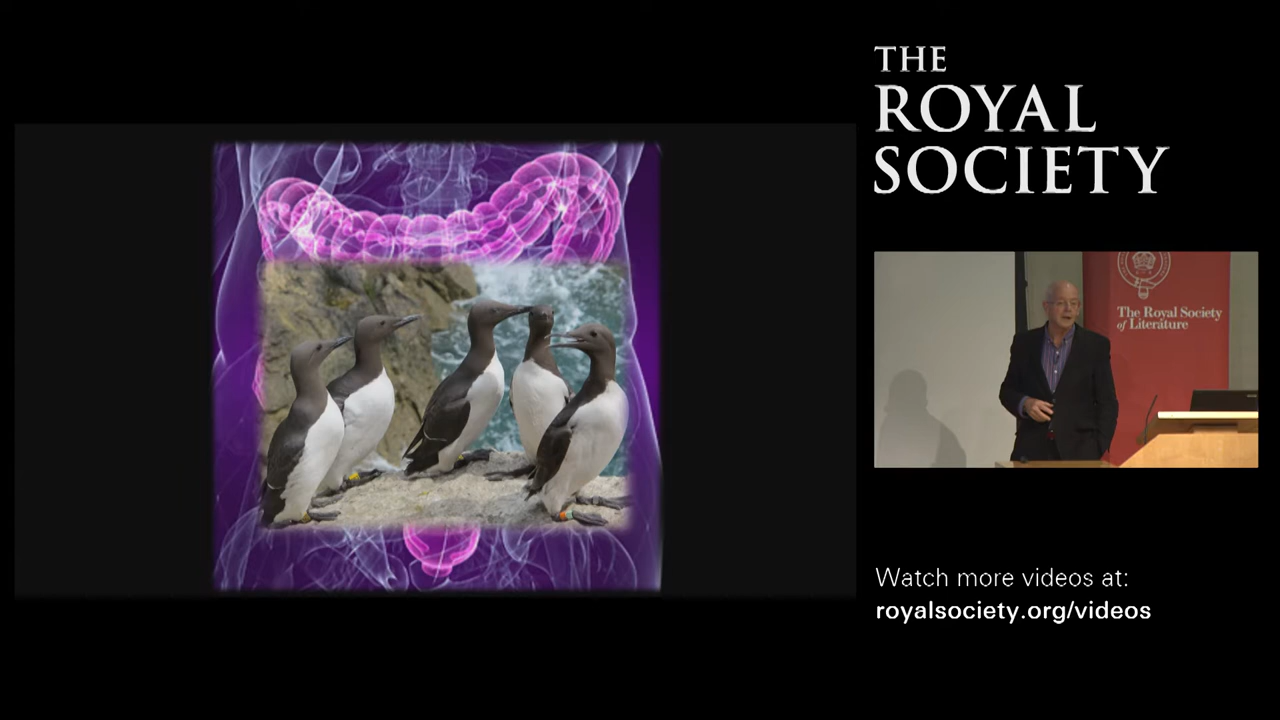 THE
ROYAL
SOCIETY
The Royal Society
of Literature
Watch more videos at:
royalsociety.org/videos